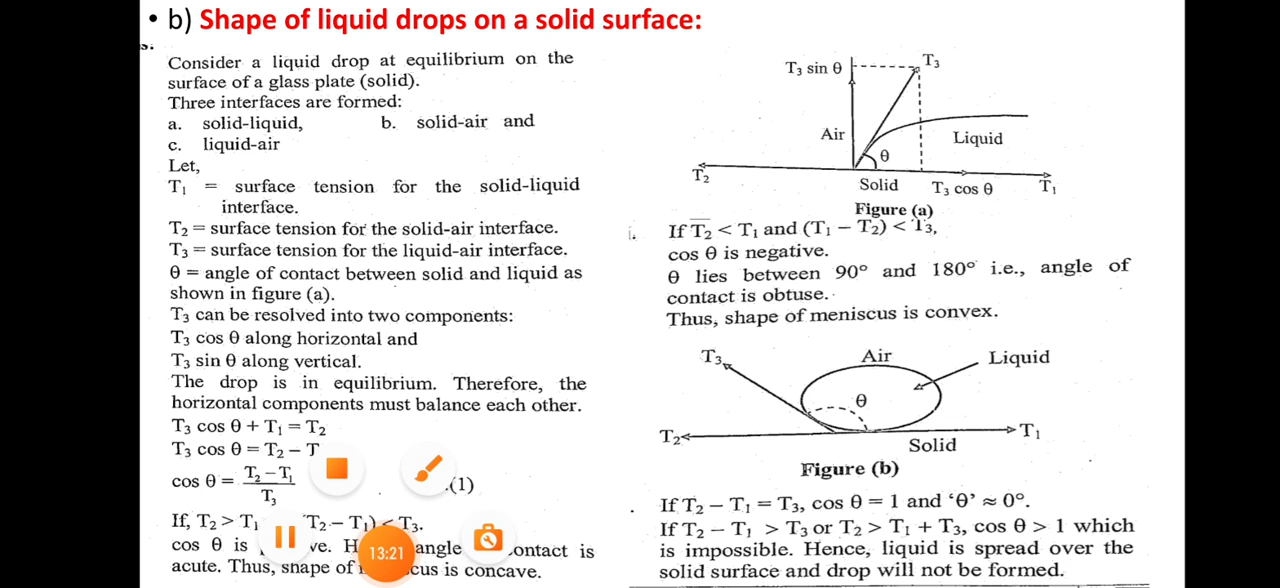 • b) Shape of liquid drops on a solid surface:
s.
Consider a liquid drop at equilibrium on the
surface of a glass plate (solid).
Three interfaces are formed:
a. solid-liquid, b. solid-air and
c. liquid-air
Let,
T₁ = surface tension for the solid-liquid
interface.
T₂ = surface tension for the solid-air interface.
T₃ = surface tension for the liquid-air interface.
θ = angle of contact between solid and liquid as
shown in figure (a).
T₃ can be resolved into two components:
T₃ cos θ along horizontal and
T₃ sin θ along vertical.
The drop is in equilibrium. Therefore, the
horizontal components must balance each other.
T₃ cos θ + T₁ = T₂
T₃ cos θ = T₂ − T
cos θ = (T₂ − T₁)/T₃ .(1)
If, T₂ > T₁ T₂ − T₁) < T₃.
cos θ is ve. H angle contact is
acute. Thus, shape of cus is concave.
13:21
T₃ sin θ T₃
Air Liquid
θ
T₂ Solid T₃ cos θ T₁
Figure (a)
i. If T₂ < T₁ and (T₁ − T₂) < T₃,
cos θ is negative.
θ lies between 90° and 180° i.e., angle of
contact is obtuse.
Thus, shape of meniscus is convex.
T₃ Air Liquid
θ
T₂ Solid T₁
Figure (b)
If T₂ − T₁ = T₃, cos θ = 1 and ‘θ’ ≈ 0°.
If T₂ − T₁ > T₃ or T₂ > T₁ + T₃, cos θ > 1 which
is impossible. Hence, liquid is spread over the
solid surface and drop will not be formed.